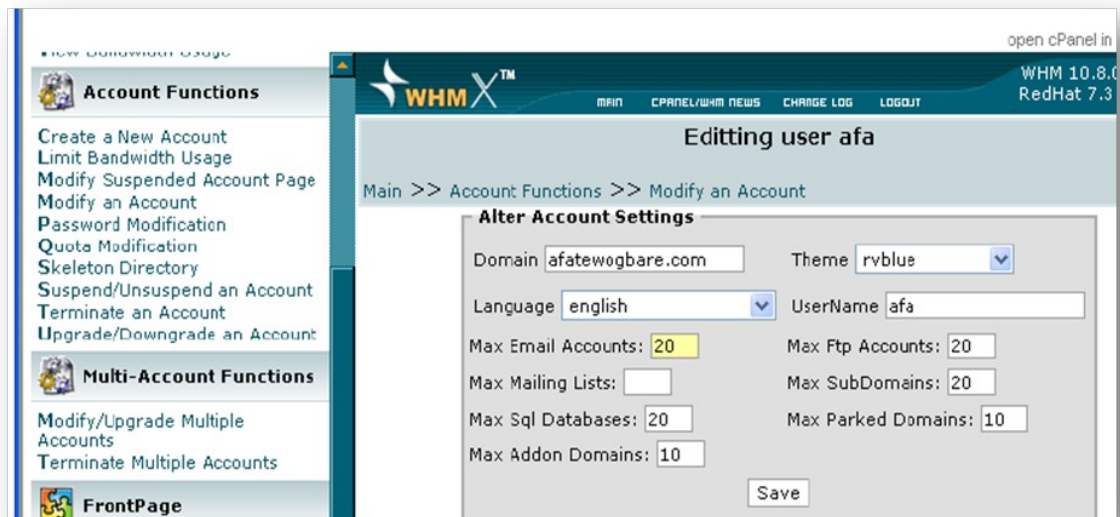 open cPanel in
View Bandwidth Usage
Account Functions
Create a New Account
Limit Bandwidth Usage
Modify Suspended Account Page
Modify an Account
Password Modification
Quota Modification
Skeleton Directory
Suspend/Unsuspend an Account
Terminate an Account
Upgrade/Downgrade an Account
Multi-Account Functions
Modify/Upgrade Multiple
Accounts
Terminate Multiple Accounts
FrontPage
WHM X™
MAIN CPANEL/WHM NEWS CHANGE LOG LOGOUT
WHM 10.8.0
RedHat 7.3
Editting user afa
Main >> Account Functions >> Modify an Account
Alter Account Settings
Domain afatewogbare.com Theme rvblue
Language english UserName afa
Max Email Accounts: 20 Max Ftp Accounts: 20
Max Mailing Lists: Max SubDomains: 20
Max Sql Databases: 20 Max Parked Domains: 10
Max Addon Domains: 10
Save